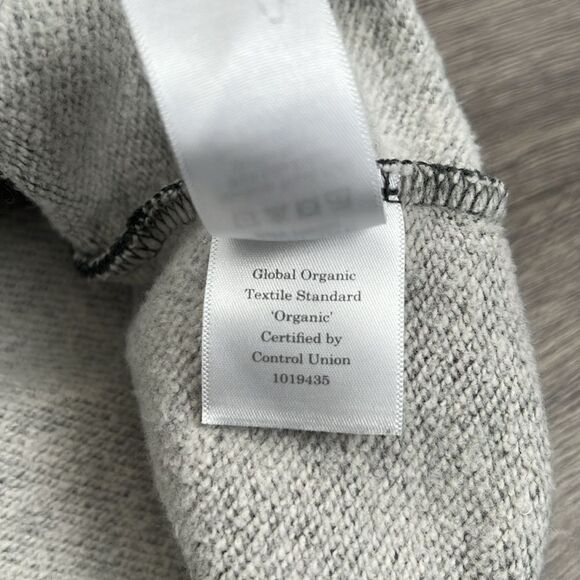 Global Organic
Textile Standard
‘Organic’
Certified by
Control Union
1019435